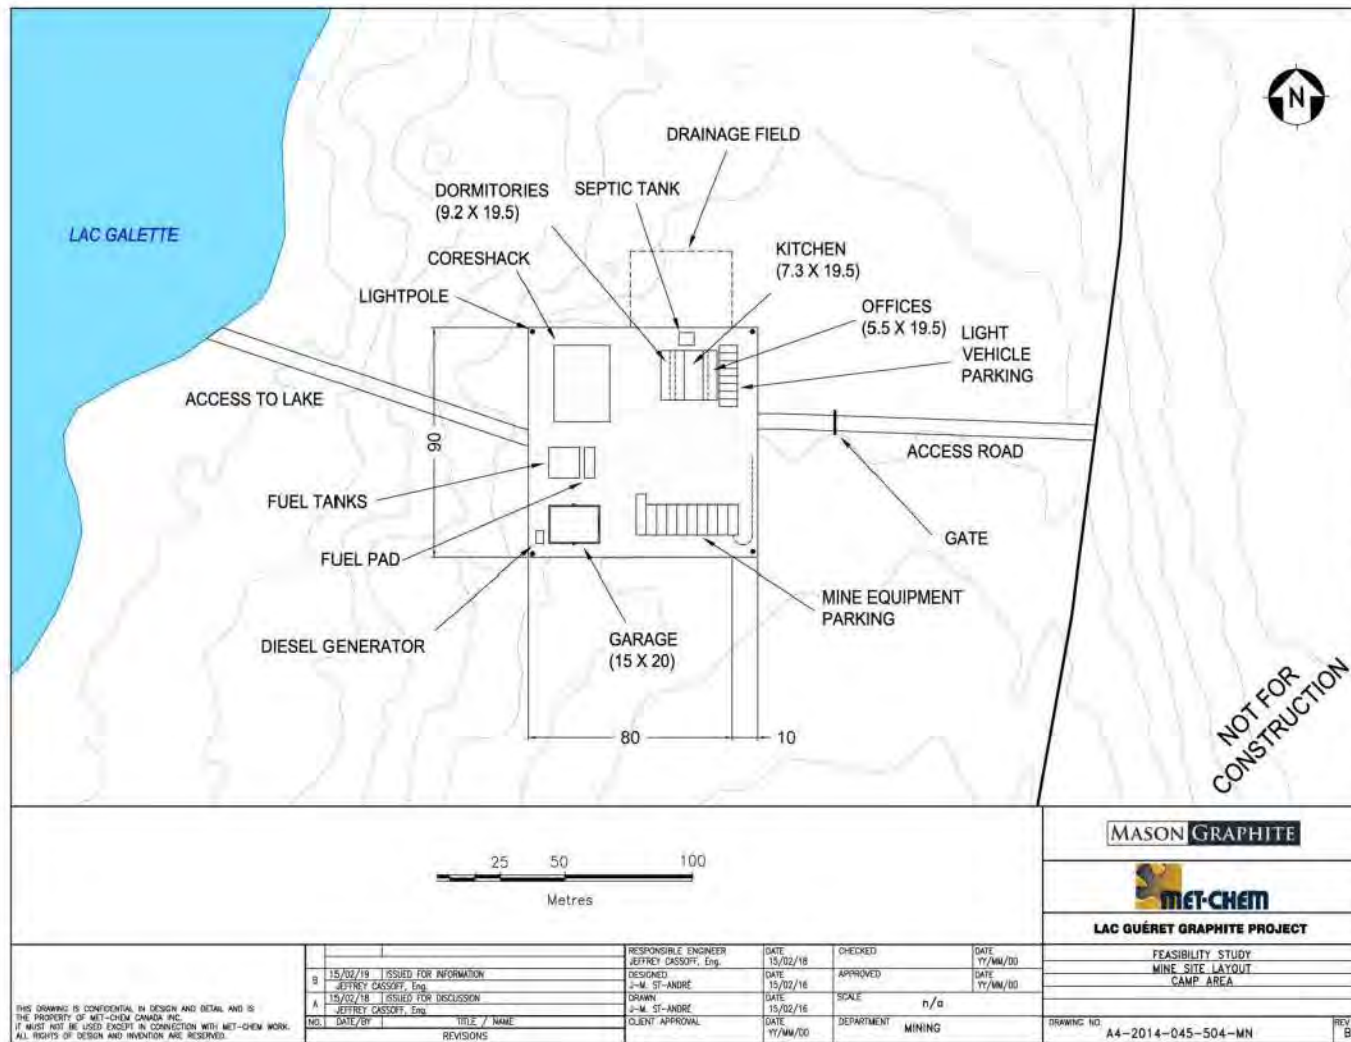 N
DRAINAGE FIELD
DORMITORIES
(9.2 X 19.5)
SEPTIC TANK
LAC GALETTE
KITCHEN
(7.3 X 19.5)
CORESHACK
LIGHTPOLE
OFFICES
(5.5 X 19.5)
LIGHT
VEHICLE
PARKING
ACCESS TO LAKE
90
ACCESS ROAD
FUEL TANKS
GATE
FUEL PAD
MINE EQUIPMENT
PARKING
DIESEL GENERATOR
GARAGE
(15 X 20)
80
10
NOT FOR
CONSTRUCTION
25 50 100
Metres
MASON GRAPHITE
MET-CHEM
LAC GUÉRET GRAPHITE PROJECT
FEASIBILITY STUDY
MINE SITE LAYOUT
CAMP AREA
DRAWING NO.
A4-2014-045-504-MN
REV
B
THIS DRAWING IS CONFIDENTIAL IN DESIGN AND DETAIL AND IS
THE PROPERTY OF MET-CHEM CANADA INC.
IT MUST NOT BE USED EXCEPT IN CONNECTION WITH MET-CHEM WORK.
ALL RIGHTS OF DESIGN AND INVENTION ARE RESERVED.
B 15/02/19 ISSUED FOR INFORMATION
JEFFREY CASSOFF, Eng.
A 15/02/18 ISSUED FOR DISCUSSION
JEFFREY CASSOFF, Eng.
NO. DATE/BY TITLE / NAME
REVISIONS
RESPONSIBLE ENGINEER
JEFFREY CASSOFF, Eng.
DATE
15/02/18
CHECKED
DATE
YY/MM/DD
DESIGNED
J-M. ST-ANDRÉ
DATE
15/02/16
APPROVED
DATE
YY/MM/DD
DRAWN
J-M. ST-ANDRÉ
DATE
15/02/16
SCALE
n/a
CLIENT APPROVAL
DATE
YY/MM/DD
DEPARTMENT
MINING